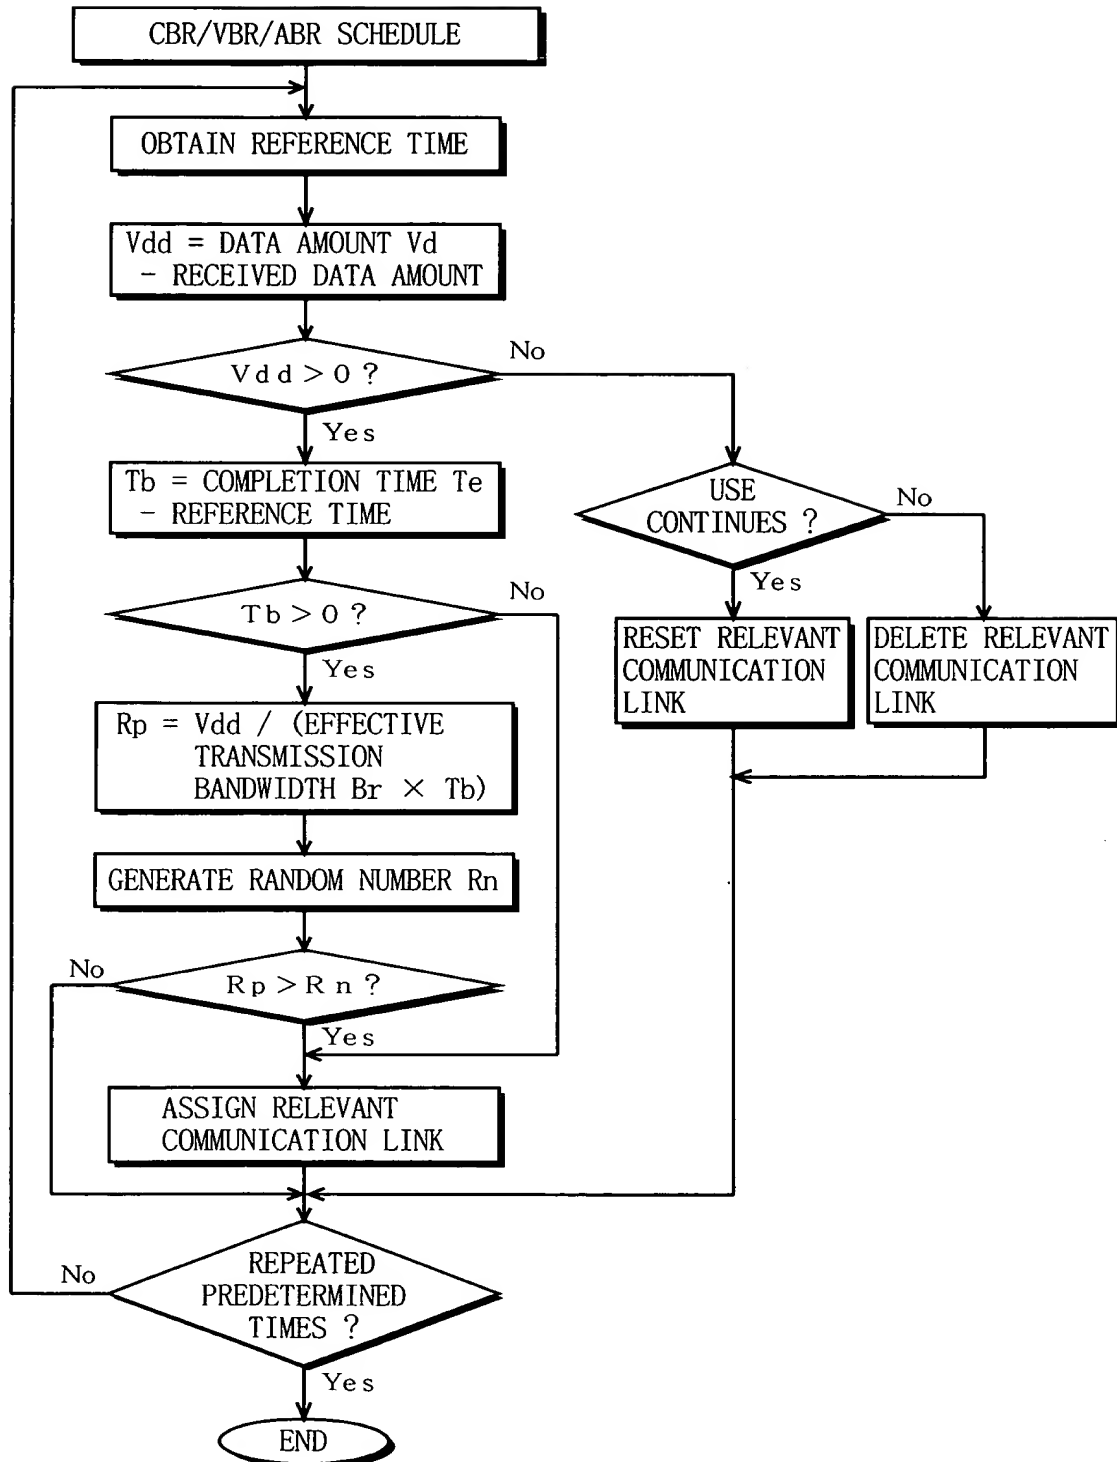 CBR/VBR/ABR SCHEDULE
OBTAIN REFERENCE TIME
Vdd = DATA AMOUNT Vd
- RECEIVED DATA AMOUNT
Vdd > 0 ?
No
Yes
Tb = COMPLETION TIME Te
- REFERENCE TIME
USE
CONTINUES ?
No
Yes
Tb > 0 ?
No
Yes
RESET RELEVANT
COMMUNICATION
LINK
DELETE RELEVANT
COMMUNICATION
LINK
Rp = Vdd / (EFFECTIVE
TRANSMISSION
BANDWIDTH Br × Tb)
GENERATE RANDOM NUMBER Rn
No
Rp > Rn ?
Yes
ASSIGN RELEVANT
COMMUNICATION LINK
No
REPEATED
PREDETERMINED
TIMES ?
Yes
END